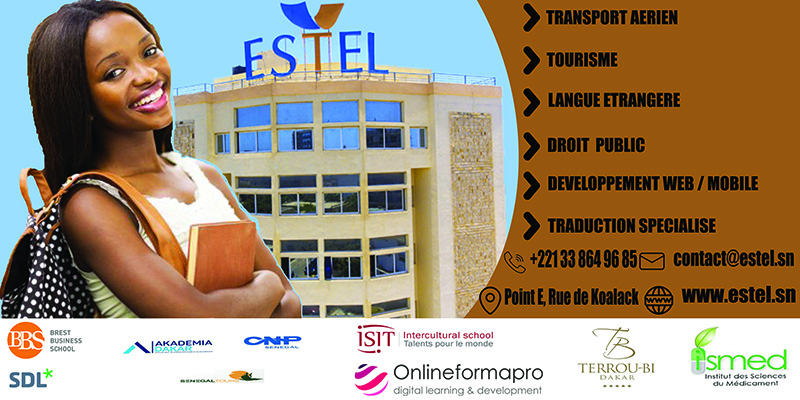 ESTEL
TRANSPORT AERIEN
TOURISME
LANGUE ETRANGERE
DROIT PUBLIC
DEVELOPPEMENT WEB / MOBILE
TRADUCTION SPECIALISE
+221 33 864 96 85 contact@estel.sn
Point E, Rue de Koalack www.estel.sn
BBS
BREST
BUSINESS
SCHOOL
AKADEMIA
DAKAR
CNHP
SENEGAL
isiT
Intercultural school
Talents pour le monde
TB
TERROU-BI
DAKAR
ismed
Institut des Sciences
du Médicament
SDL*
SENEGALTOURS
Onlineformapro
digital learning & development